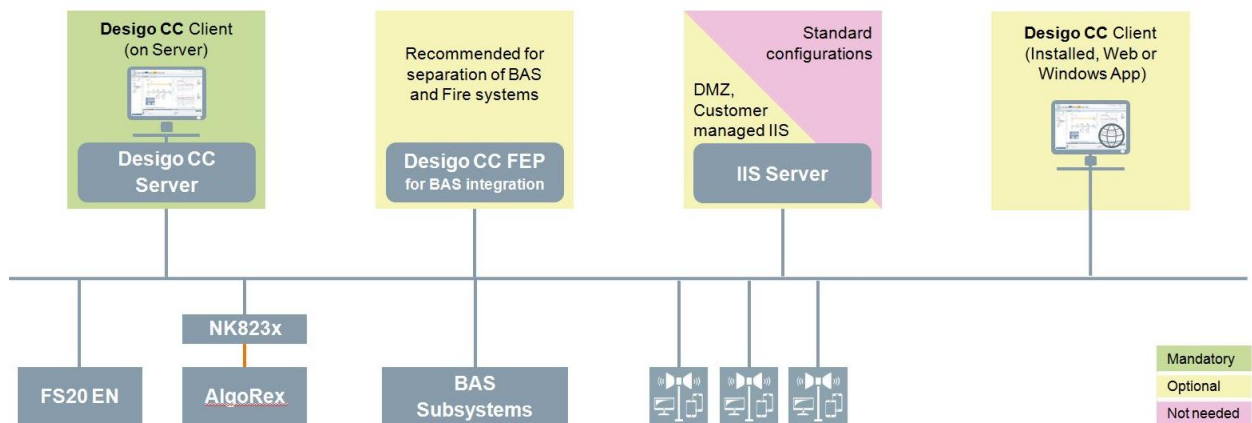 Desigo CC Client
(on Server)
Desigo CC
Server
Recommended for
separation of BAS
and Fire systems
Desigo CC FEP
for BAS integration
Standard
configurations
DMZ,
Customer
managed IIS
IIS Server
Desigo CC Client
(Installed, Web or
Windows App)
NK823x
FS20 EN
AlgoRex
BAS
Subsystems
Mandatory
Optional
Not needed